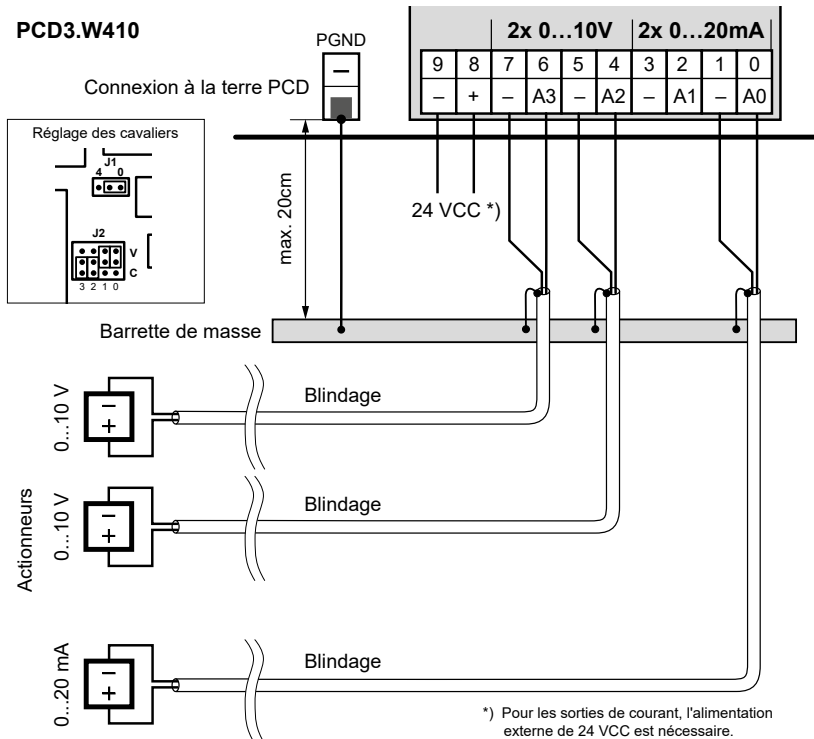 PCD3.W410
PGND
2x 0...10V 2x 0...20mA
9 8 7 6 5 4 3 2 1 0
– + – A3 – A2 – A1 – A0
–
Connexion à la terre PCD
Réglage des cavaliers
J1
4 0
J2
V
C
3 2 1 0
max. 20cm
24 VCC *)
Barrette de masse
Actionneurs
0...10 V
– +
Blindage
0...10 V
– +
Blindage
0...20 mA
– +
Blindage
*) Pour les sorties de courant, l'alimentation
externe de 24 VCC est nécessaire.